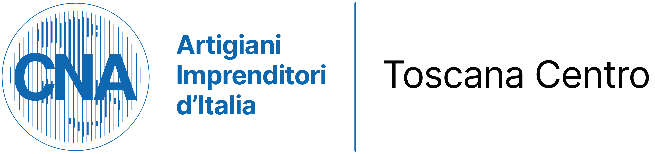 CNA
Artigiani
Imprenditori
d'Italia
Toscana Centro